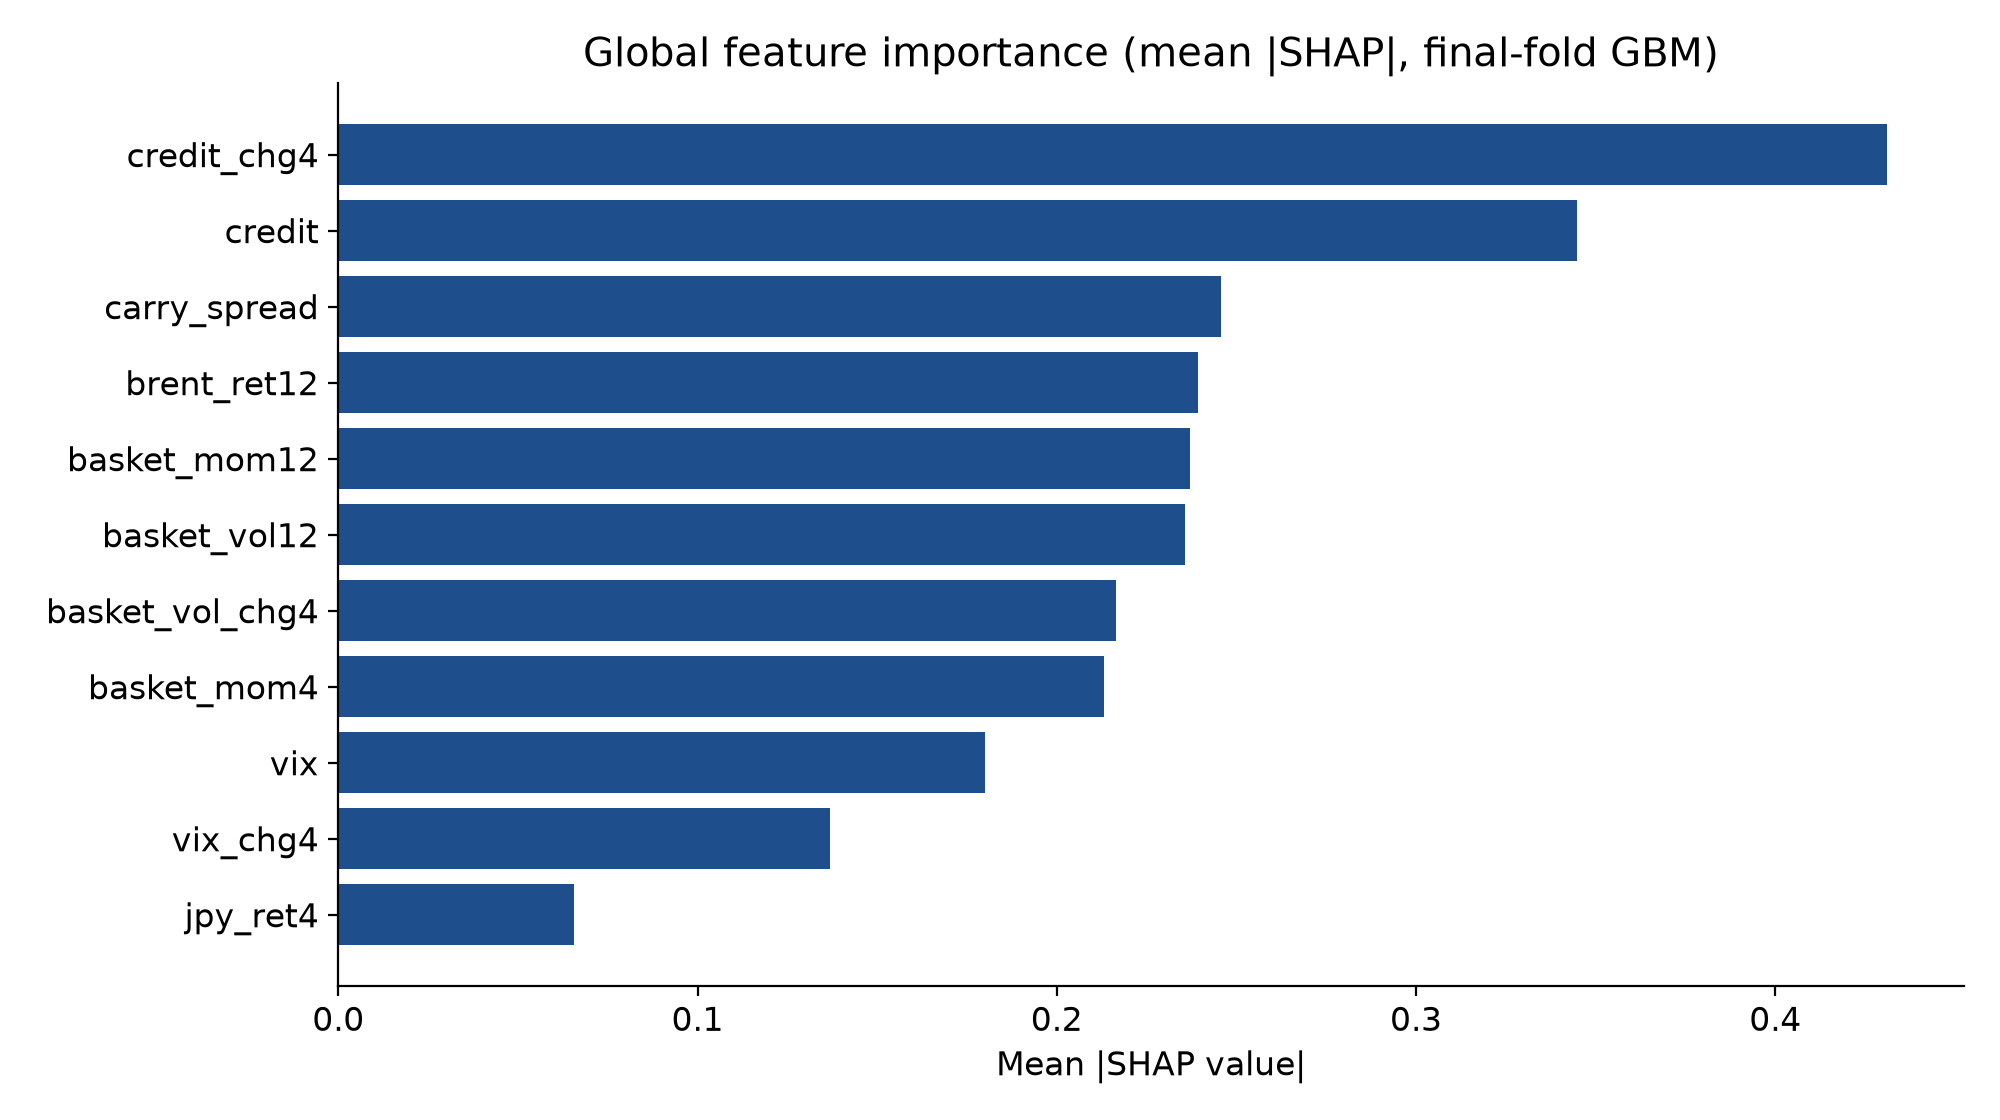 Global feature importance (mean |SHAP|, final-fold GBM)
credit_chg4
credit
carry_spread
brent_ret12
basket_mom12
basket_vol12
basket_vol_chg4
basket_mom4
vix
vix_chg4
jpy_ret4
0.0 0.1 0.2 0.3 0.4
Mean |SHAP value|